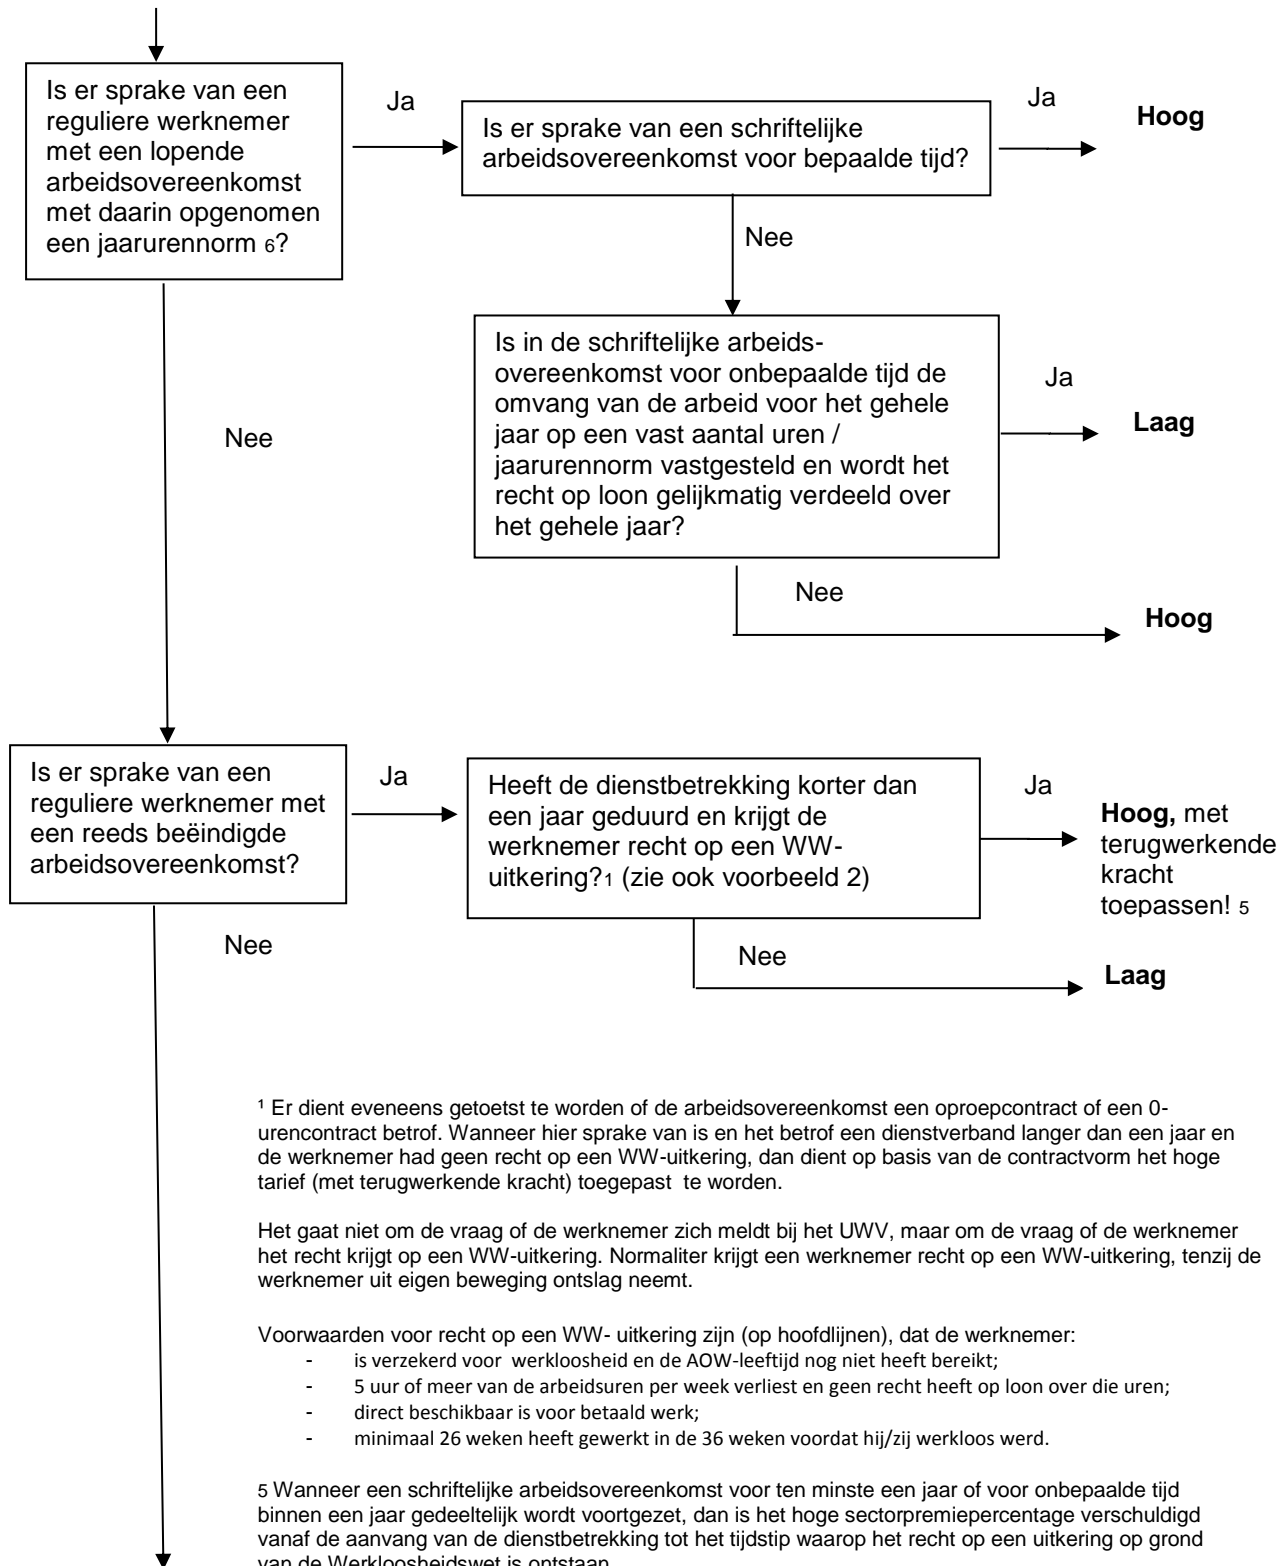 Is er sprake van een
reguliere werknemer
met een lopende
arbeidsovereenkomst
met daarin opgenomen
een jaarurennorm 6?
Ja
Is er sprake van een schriftelijke
arbeidsovereenkomst voor bepaalde tijd?
Ja
Hoog
Nee
Is in de schriftelijke arbeids-
overeenkomst voor onbepaalde tijd de
omvang van de arbeid voor het gehele
jaar op een vast aantal uren /
jaarurennorm vastgesteld en wordt het
recht op loon gelijkmatig verdeeld over
het gehele jaar?
Ja
Laag
Nee
Nee
Hoog
Is er sprake van een
reguliere werknemer met
een reeds beëindigde
arbeidsovereenkomst?
Ja
Heeft de dienstbetrekking korter dan
een jaar geduurd en krijgt de
werknemer recht op een WW-
uitkering?1 (zie ook voorbeeld 2)
Ja
Hoog, met
terugwerkende
kracht
toepassen! 5
Nee
Nee
Laag
¹ Er dient eveneens getoetst te worden of de arbeidsovereenkomst een oproepcontract of een 0-
urencontract betrof. Wanneer hier sprake van is en het betrof een dienstverband langer dan een jaar en
de werknemer had geen recht op een WW-uitkering, dan dient op basis van de contractvorm het hoge
tarief (met terugwerkende kracht) toegepast te worden.
Het gaat niet om de vraag of de werknemer zich meldt bij het UWV, maar om de vraag of de werknemer
het recht krijgt op een WW-uitkering. Normaliter krijgt een werknemer recht op een WW-uitkering, tenzij de
werknemer uit eigen beweging ontslag neemt.
Voorwaarden voor recht op een WW- uitkering zijn (op hoofdlijnen), dat de werknemer:
- is verzekerd voor werkloosheid en de AOW-leeftijd nog niet heeft bereikt;
- 5 uur of meer van de arbeidsuren per week verliest en geen recht heeft op loon over die uren;
- direct beschikbaar is voor betaald werk;
- minimaal 26 weken heeft gewerkt in de 36 weken voordat hij/zij werkloos werd.
5 Wanneer een schriftelijke arbeidsovereenkomst voor ten minste een jaar of voor onbepaalde tijd
binnen een jaar gedeeltelijk wordt voortgezet, dan is het hoge sectorpremiepercentage verschuldigd
vanaf de aanvang van de dienstbetrekking tot het tijdstip waarop het recht op een uitkering op grond
van de Werkloosheidswet is ontstaan